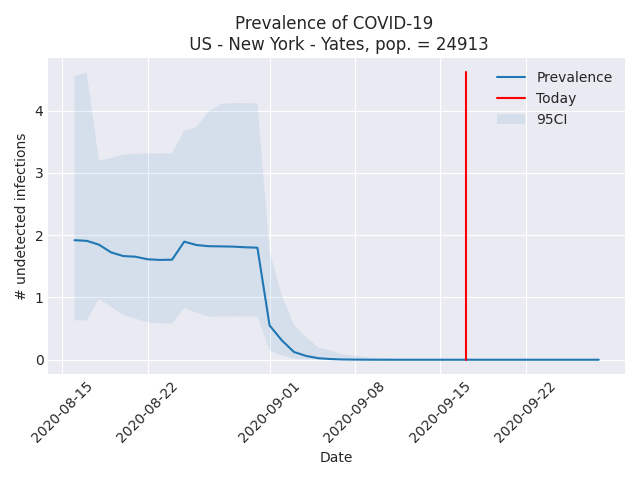 Prevalence of COVID-19
US - New York - Yates, pop. = 24913
Prevalence
Today
95CI
# undetected infections
4
3
2
1
0
2020-08-15
2020-08-22
2020-09-01
2020-09-08
2020-09-15
2020-09-22
Date